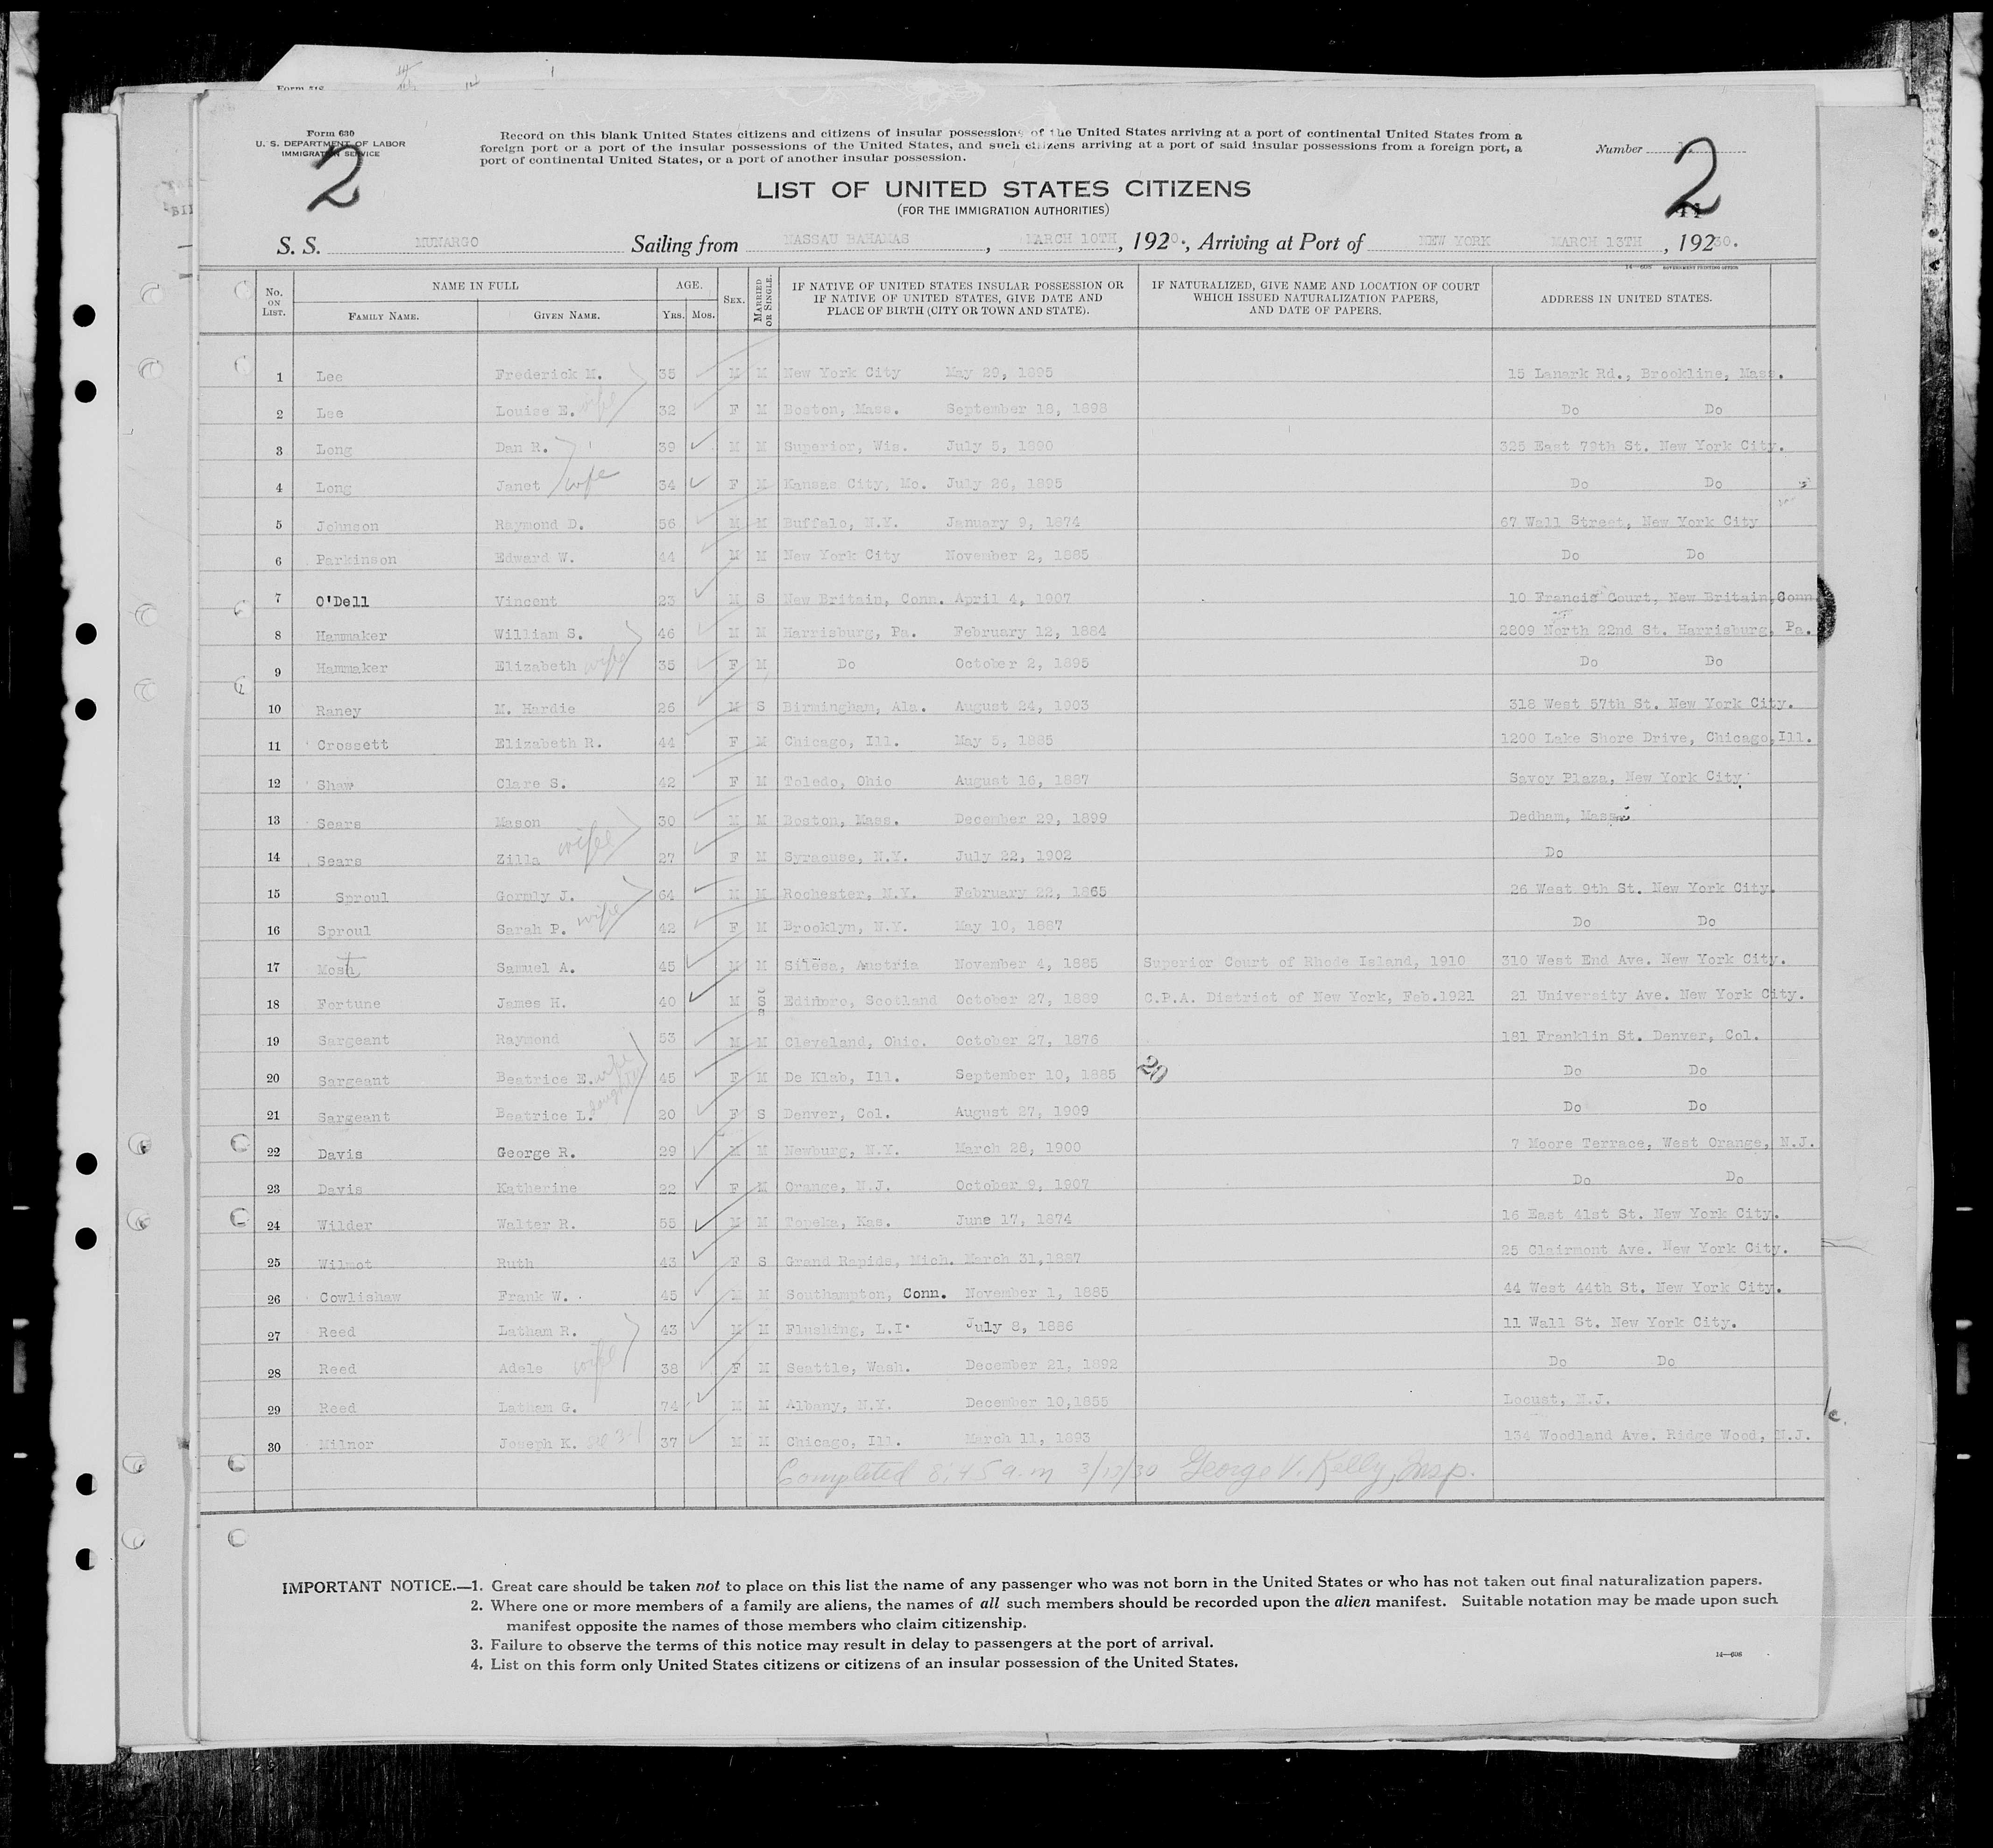 Form 630
U. S. DEPARTMENT OF LABOR
IMMIGRATION SERVICE
2
Record on this blank United States citizens and citizens of insular possessions of the United States arriving at a port of continental United States from a
foreign port or a port of the insular possessions of the United States, and such citizens arriving at a port of said insular possessions from a foreign port, a
port of continental United States, or a port of another insular possession.
Number
2
LIST OF UNITED STATES CITIZENS
(FOR THE IMMIGRATION AUTHORITIES)
S. S. MUNARGO Sailing from NASSAU BAHAMAS, MARCH 10TH, 1920., Arriving at Port of NEW YORK MARCH 13TH, 19230.
14—608 GOVERNMENT PRINTING OFFICE
No. ON LIST. NAME IN FULL FAMILY NAME. GIVEN NAME. AGE. Yrs. Mos. SEX. MARRIED OR SINGLE. IF NATIVE OF UNITED STATES INSULAR POSSESSION OR IF NATIVE OF UNITED STATES, GIVE DATE AND PLACE OF BIRTH (CITY OR TOWN AND STATE). IF NATURALIZED, GIVE NAME AND LOCATION OF COURT WHICH ISSUED NATURALIZATION PAPERS, AND DATE OF PAPERS. ADDRESS IN UNITED STATES.
1 Lee Frederick M. 35 M M New York City May 29, 1895 15 Lanark Rd., Brookline, Mass.
2 Lee Louise E. wife 32 F M Boston, Mass. September 18, 1898 Do Do
3 Long Dan R. 39 M M Superior, Wis. July 5, 1890 325 East 79th St. New York City.
4 Long Janet wife 34 F M Kansas City, Mo. July 26, 1895 Do Do
5 Johnson Raymond D. 56 M M Buffalo, N.Y. January 9, 1874 67 Wall Street, New York City
6 Parkinson Edward W. 44 M M New York City November 2, 1885 Do Do
7 O'Dell Vincent 23 M S New Britain, Conn. April 4, 1907 10 Francis Court, New Britain, Conn
8 Hammaker William S. 46 M M Harrisburg, Pa. February 12, 1884 2809 North 22nd St. Harrisburg, Pa.
9 Hammaker Elizabeth wife 35 F M Do October 2, 1895 Do Do
10 Raney M. Hardie 26 M S Birmingham, Ala. August 24, 1903 318 West 57th St. New York City.
11 Crossett Elizabeth R. 44 F M Chicago, Ill. May 5, 1885 1200 Lake Shore Drive, Chicago, Ill.
12 Shaw Clare S. 42 F M Toledo, Ohio August 16, 1887 Savoy Plaza, New York City.
13 Sears Mason 30 M M Boston, Mass. December 29, 1899 Dedham, Mass.
14 Sears Zilla wife 27 F M Syracuse, N.Y. July 22, 1902 Do
15 Sproul Gormly J. 64 M M Rochester, N.Y. February 22, 1865 26 West 9th St. New York City.
16 Sproul Sarah P. wife 42 F M Brooklyn, N.Y. May 10, 1887 Do Do
17 Most Samuel A. 45 M M Silesa, Austria November 4, 1885 Superior Court of Rhode Island, 1910 310 West End Ave. New York City.
18 Fortune James H. 40 M S Edinboro, Scotland October 27, 1889 C.P.A. District of New York, Feb.1921 21 University Ave. New York City.
19 Sargeant Raymond 53 M M Cleveland, Ohio. October 27, 1876 181 Franklin St. Denver, Col.
20 Sargeant Beatrice E. wife 45 F M De Klab, Ill. September 10, 1885 20 Do Do
21 Sargeant Beatrice L. daughter 20 F S Denver, Col. August 27, 1909 Do Do
22 Davis George R. 29 M M Newburg, N.Y. March 28, 1900 7 Moore Terrace, West Orange, N.J.
23 Davis Katherine 22 F M Orange, N.J. October 9, 1907 Do Do
24 Wilder Walter R. 55 M M Topeka, Kas. June 17, 1874 16 East 41st St. New York City.
25 Wilmot Ruth 43 F S Grand Rapids, Mich. March 31,1887 25 Clairmont Ave. New York City.
26 Cowlishaw Frank W. 45 M M Southampton, Conn. November 1, 1885 44 West 44th St. New York City.
27 Reed Latham R. 43 M M Flushing, L.I. July 8, 1886 11 Wall St. New York City.
28 Reed Adele wife 38 F M Seattle, Wash. December 21, 1892 Do Do
29 Reed Latham G. 74 M M Albany, N.Y. December 10,1855 Locust, N.J.
30 Milnor Joseph K. 37 M M Chicago, Ill. March 11, 1893 134 Woodland Ave. Ridge Wood, N.J.
Completed 8:45 a.m 3/13/30 George V. Kelly, Insp.
IMPORTANT NOTICE.—1. Great care should be taken not to place on this list the name of any passenger who was not born in the United States or who has not taken out final naturalization papers.
2. Where one or more members of a family are aliens, the names of all such members should be recorded upon the alien manifest. Suitable notation may be made upon such
manifest opposite the names of those members who claim citizenship.
3. Failure to observe the terms of this notice may result in delay to passengers at the port of arrival.
4. List on this form only United States citizens or citizens of an insular possession of the United States.
14—608